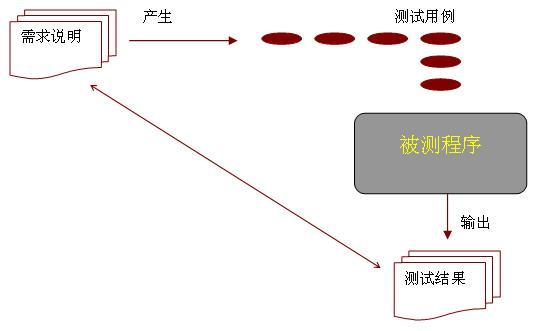 需求说明
产生
测试用例
被测程序
输出
测试结果